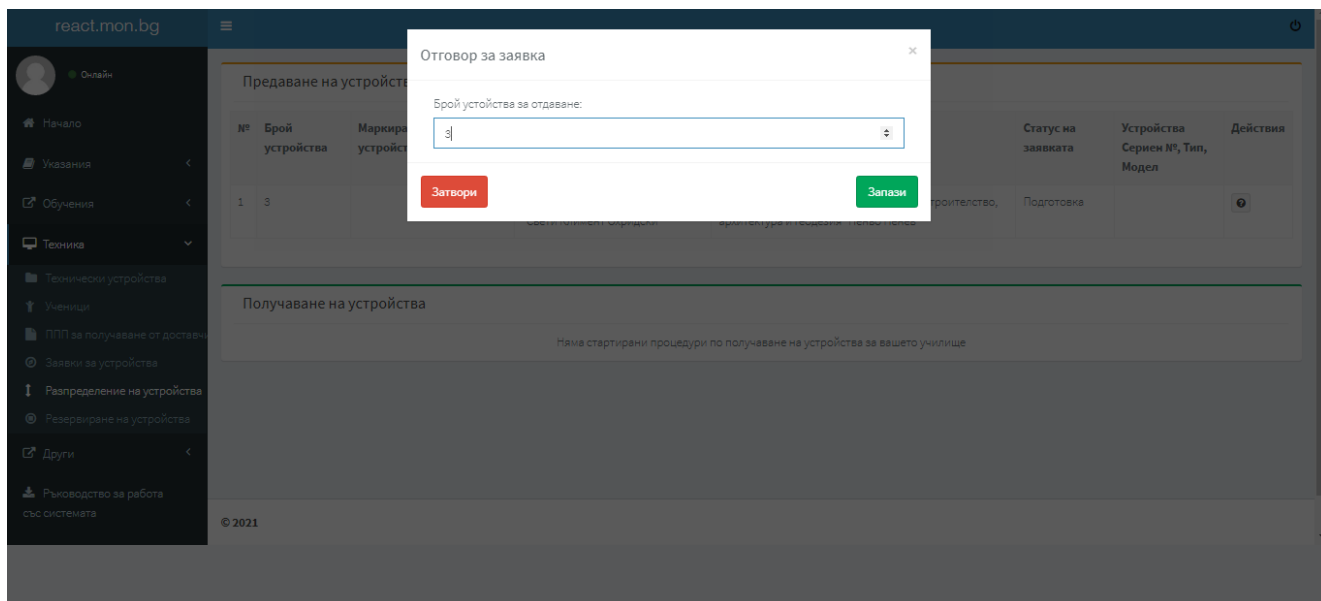 react.mon.bg
Онлайн
Начало
Указания
Обучения
Техника
Технически устройства
Ученици
ППП за получаване от доставчи
Заявки за устройства
Разпределение на устройства
Резервиране на устройства
Други
Ръководство за работа
със системата
Отговор за заявка
×
Брой устойства за отдаване:
3
Затвори
Запази
Предаване на устройств
№
Брой
устройства
Маркира
устройст
Статус на
заявката
Устройства
Сериен №, Тип,
Модел
Действия
1
3
троителство,
Подготовка
Получаване на устройства
Няма стартирани процедури по получаване на устройства за вашето училище
© 2021